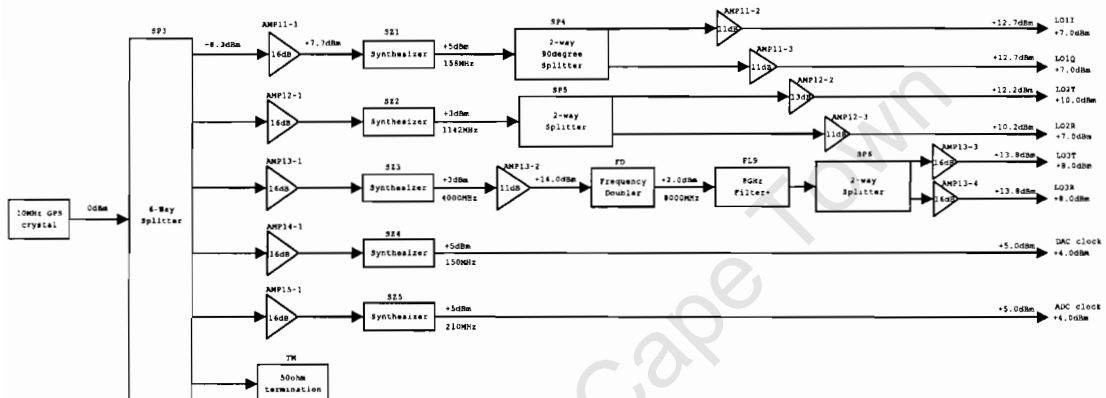 SP3
-8.3dBm
AMP11-1
16dB
+7.7dBm
SZ1
Synthesizer
+5dBm
158MHz
SP4
2-way
90degree
Splitter
AMP11-2
11dB
+12.7dBm
LO1I
+7.0dBm
AMP11-3
11dB
+12.7dBm
LO1Q
+7.0dBm
AMP12-1
16dB
SZ2
Synthesizer
+3dBm
1142MHz
SP5
2-way
Splitter
AMP12-2
13dB
+12.2dBm
LO2T
+10.0dBm
AMP12-3
11dB
+10.2dBm
LO2R
+7.0dBm
AMP13-1
16dB
SZ3
Synthesizer
+3dBm
4000MHz
AMP13-2
11dB
+14.0dBm
FD
Frequency
Doubler
+2.0dBm
8000MHz
FL9
8GHz
Filter+
SP6
2-way
Splitter
AMP13-3
16dB
+13.8dBm
LO3T
+8.0dBm
AMP13-4
16dB
+13.8dBm
LO3R
+8.0dBm
10MHz GPS
crystal
0dBm
6-Way
Splitter
AMP14-1
16dB
SZ4
Synthesizer
+5dBm
150MHz
+5.0dBm
DAC clock
+4.0dBm
AMP15-1
16dB
SZ5
Synthesizer
+5dBm
210MHz
+5.0dBm
ADC clock
+4.0dBm
TM
50ohm
termination
Cape Town